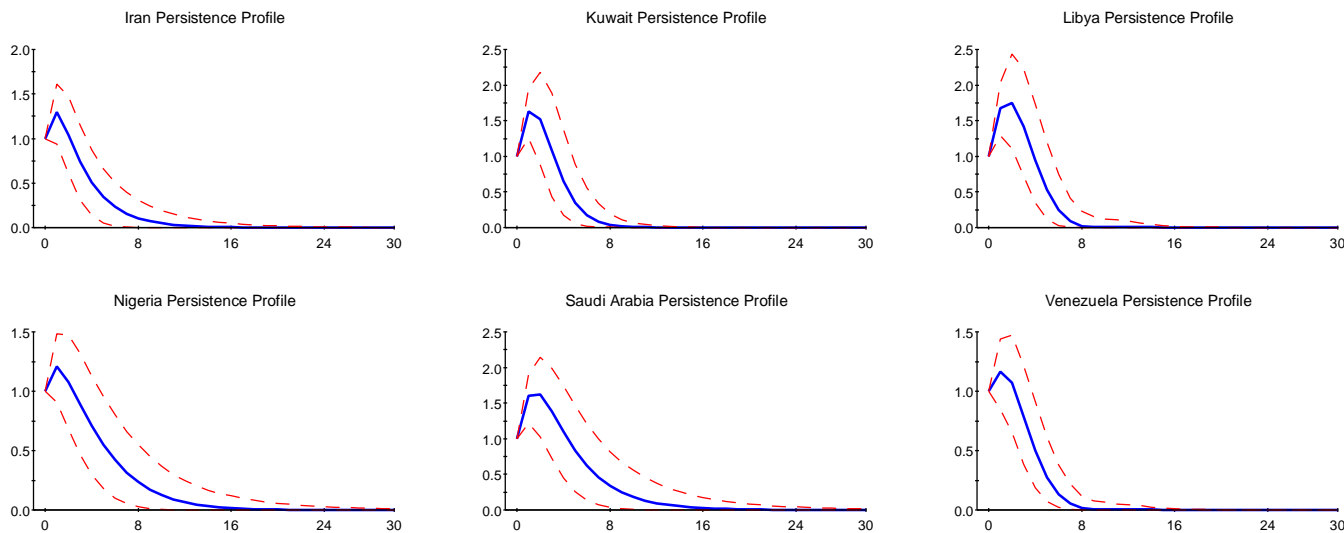 Iran Persistence Profile
2.0
1.5
1.0
0.5
0.0
0 8 16 24 30
Kuwait Persistence Profile
2.5
2.0
1.5
1.0
0.5
0.0
0 8 16 24 30
Libya Persistence Profile
2.5
2.0
1.5
1.0
0.5
0.0
0 8 16 24 30
Nigeria Persistence Profile
1.5
1.0
0.5
0.0
0 8 16 24 30
Saudi Arabia Persistence Profile
2.5
2.0
1.5
1.0
0.5
0.0
0 8 16 24 30
Venezuela Persistence Profile
1.5
1.0
0.5
0.0
0 8 16 24 30